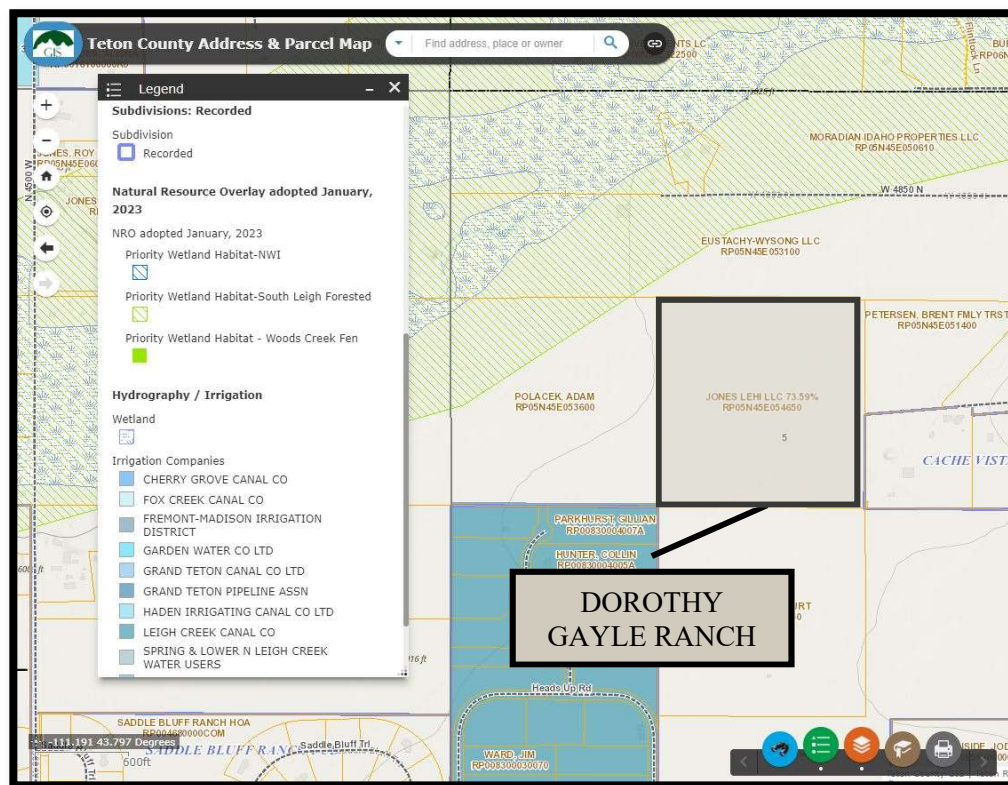 GIS
Teton County Address & Parcel Map
Find address, place or owner
Legend
Subdivisions: Recorded
Subdivision
Recorded
Natural Resource Overlay adopted January,
2023
NRO adopted January, 2023
Priority Wetland Habitat-NWI
Priority Wetland Habitat-South Leigh Forested
Priority Wetland Habitat - Woods Creek Fen
Hydrography / Irrigation
Wetland
Irrigation Companies
CHERRY GROVE CANAL CO
FOX CREEK CANAL CO
FREMONT-MADISON IRRIGATION
DISTRICT
GARDEN WATER CO LTD
GRAND TETON CANAL CO LTD
GRAND TETON PIPELINE ASSN
HADEN IRRIGATING CANAL CO LTD
LEIGH CREEK CANAL CO
SPRING & LOWER N LEIGH CREEK
WATER USERS
N 4500 W
JONES
Flintlock Ln
MORADIAN IDAHO PROPERTIES LLC
RP05N45E050610
W 4850 N
EUSTACHY-WYSONG LLC
RP05N45E053100
PETERSEN, BRENT FMLY TRST
RP05N45E051400
POLACEK, ADAM
RP05N45E053600
JONES LEHI LLC 73.59%
RP05N45E054650
5
CACHE VIST
PARKHURST, GILLIAN
RP00830004007A
HUNTER, COLLIN
RP00830004005A
DOROTHY
GAYLE RANCH
Heads Up Rd
WARD, JIM
RP008300030070
SADDLE BLUFF RANCH HOA
RP004680000COM
SADDLE BLUFF RAN
Saddle Bluff Trl
-111.191 43.797 Degrees
600ft